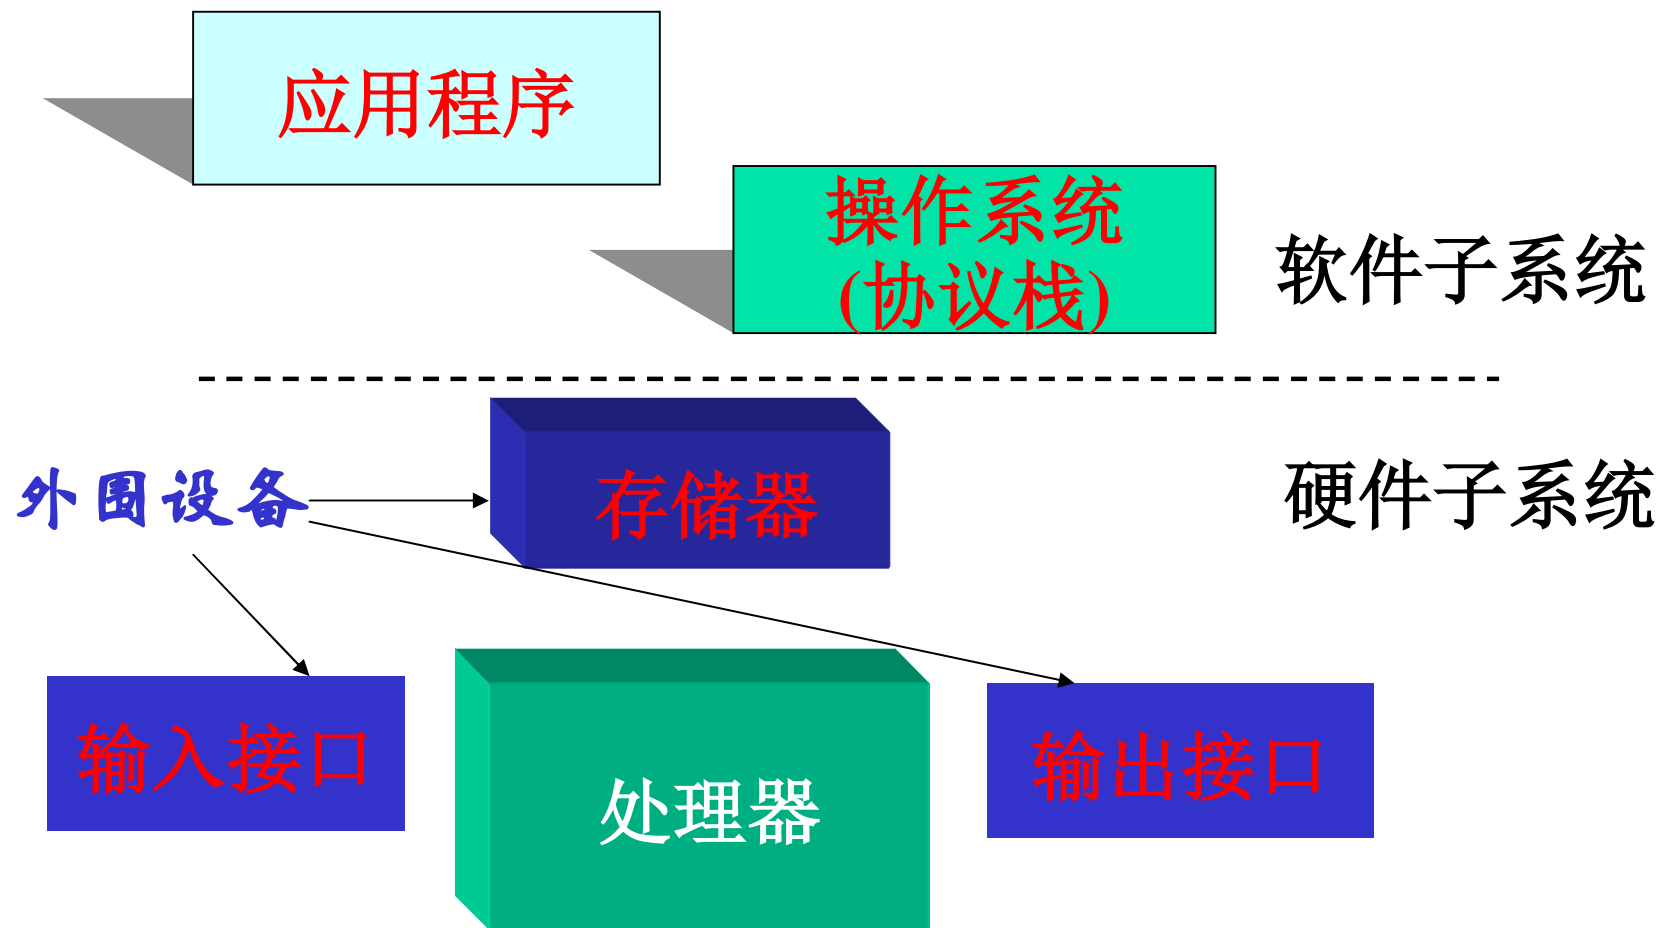 应用程序
操作系统
(协议栈)
软件子系统
外围设备
存储器
硬件子系统
输入接口
处理器
输出接口